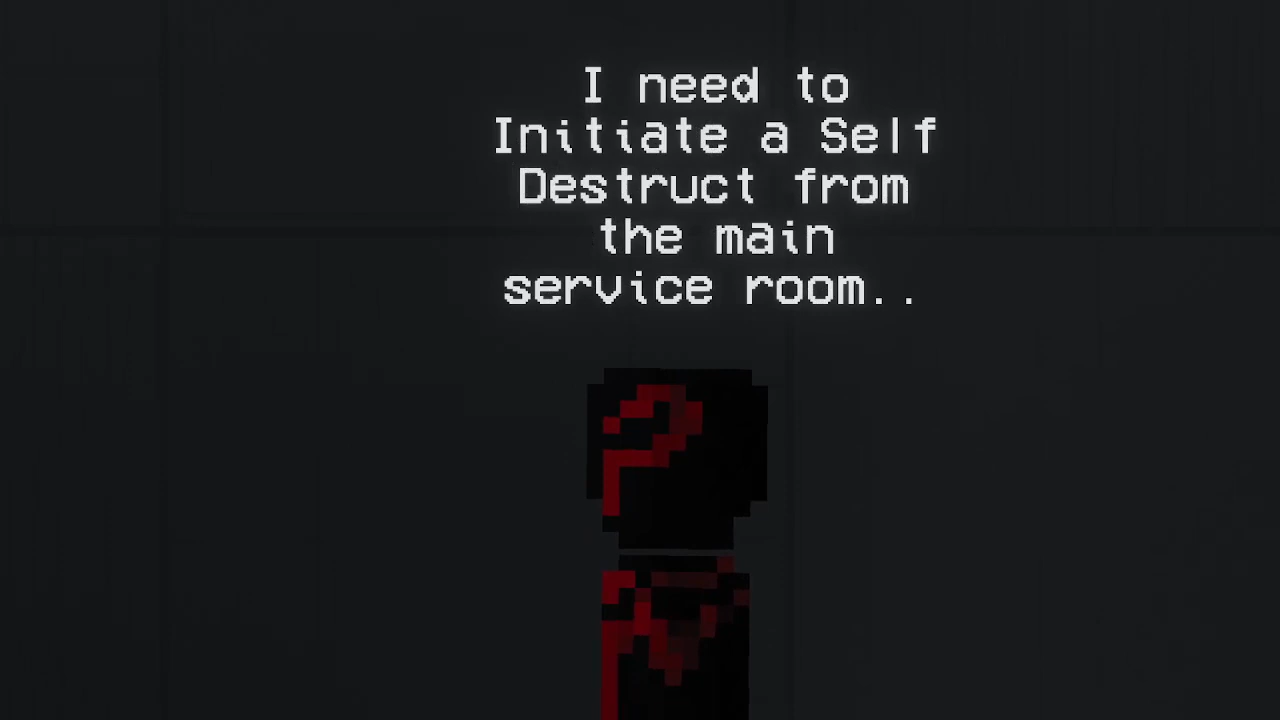 I need to
Initiate a Self
Destruct from
the main
service room..